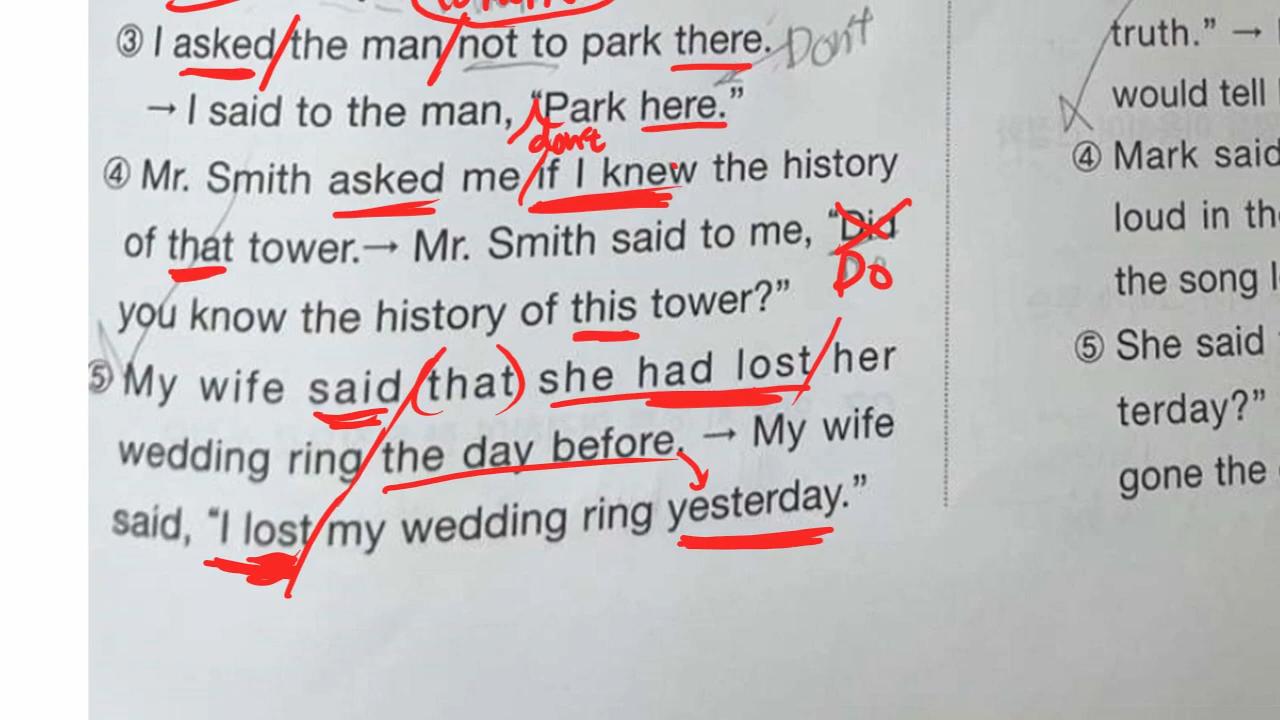 ③ I asked the man not to park there. Don't
→ I said to the man, “Park here.”
don't
④ Mr. Smith asked me if I knew the history
of that tower.→ Mr. Smith said to me, “Did
Do
you know the history of this tower?”
⑤ My wife said (that) she had lost her
wedding ring the day before. → My wife
said, “I lost my wedding ring yesterday.”
truth.” →
would tell
④ Mark said
loud in th
the song
⑤ She said
terday?”
gone the